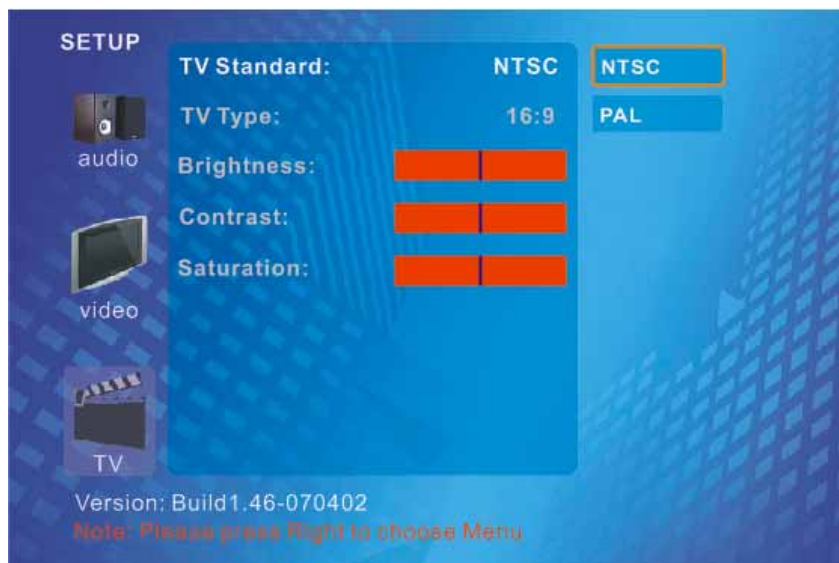 SETUP
TV Standard: NTSC
NTSC
TV Type: 16:9
PAL
audio
Brightness:
Contrast:
Saturation:
video
TV
Version: Build1.46-070402
Note: Please press Right to choose Menu